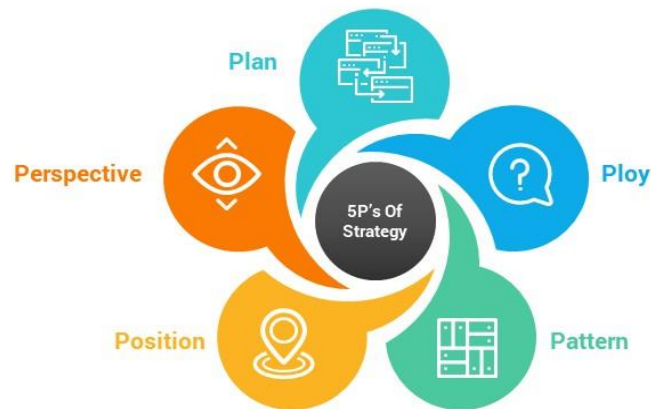 Plan
Ploy
Perspective
5P's Of
Strategy
Position
Pattern